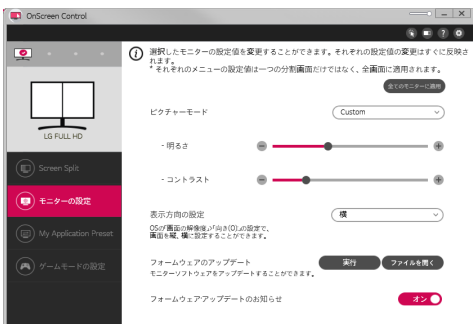 OnScreen Control
選択したモニターの設定値を変更することができます。それぞれの設定値の変更はすぐに反映さ
れます。
* それぞれのメニューの設定値は一つの分割画面だけではなく、全画面に適用されます。
全てのモニターに適用
ピクチャーモード
Custom
LG FULL HD
- 明るさ
Screen Split
- コントラスト
モニターの設定
表示方向の設定
横
OSの「画面の解像度」/「向き(O)」の設定で、
画面を縦、横に設定することができます。
My Application Preset
フォームウェアのアップデート
実行
ファイルを開く
モニターソフトウェアをアップデートすることができます。
ゲームモードの設定
フォームウェアアップデートのお知らせ
オン